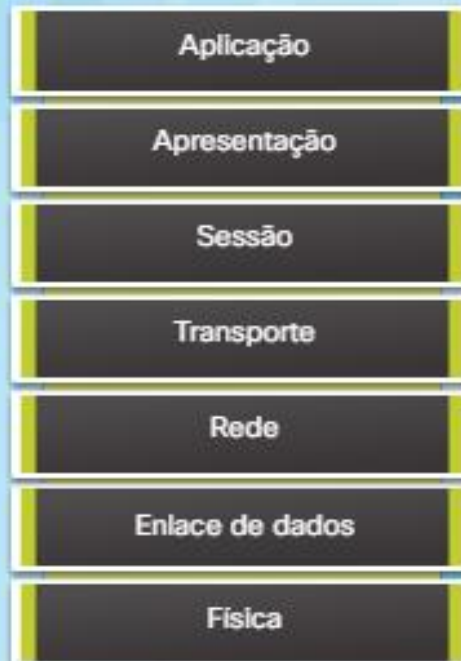 Aplicação
Apresentação
Sessão
Transporte
Rede
Enlace de dados
Física